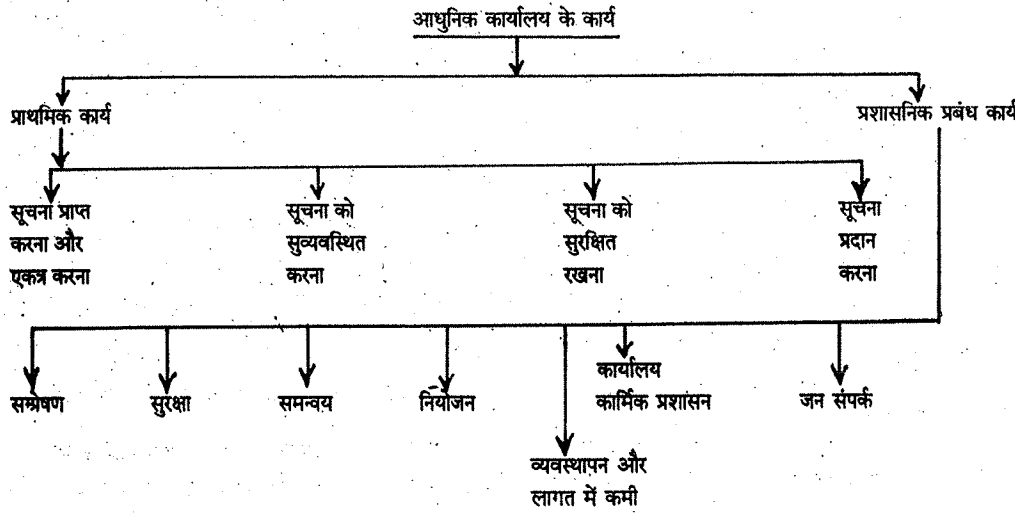 आधुनिक कार्यालय के कार्य
प्राथमिक कार्य
प्रशासनिक प्रबंध कार्य
सूचना प्राप्त
करना और
एकत्र करना
सूचना को
सुव्यवस्थित
करना
सूचना को
सुरक्षित
रखना
सूचना
प्रदान
करना
सम्प्रेषण
सुरक्षा
समन्वय
नियोजन
व्यवस्थापन और
लागत में कमी
कार्यालय
कार्मिक प्रशासन
जन संपर्क